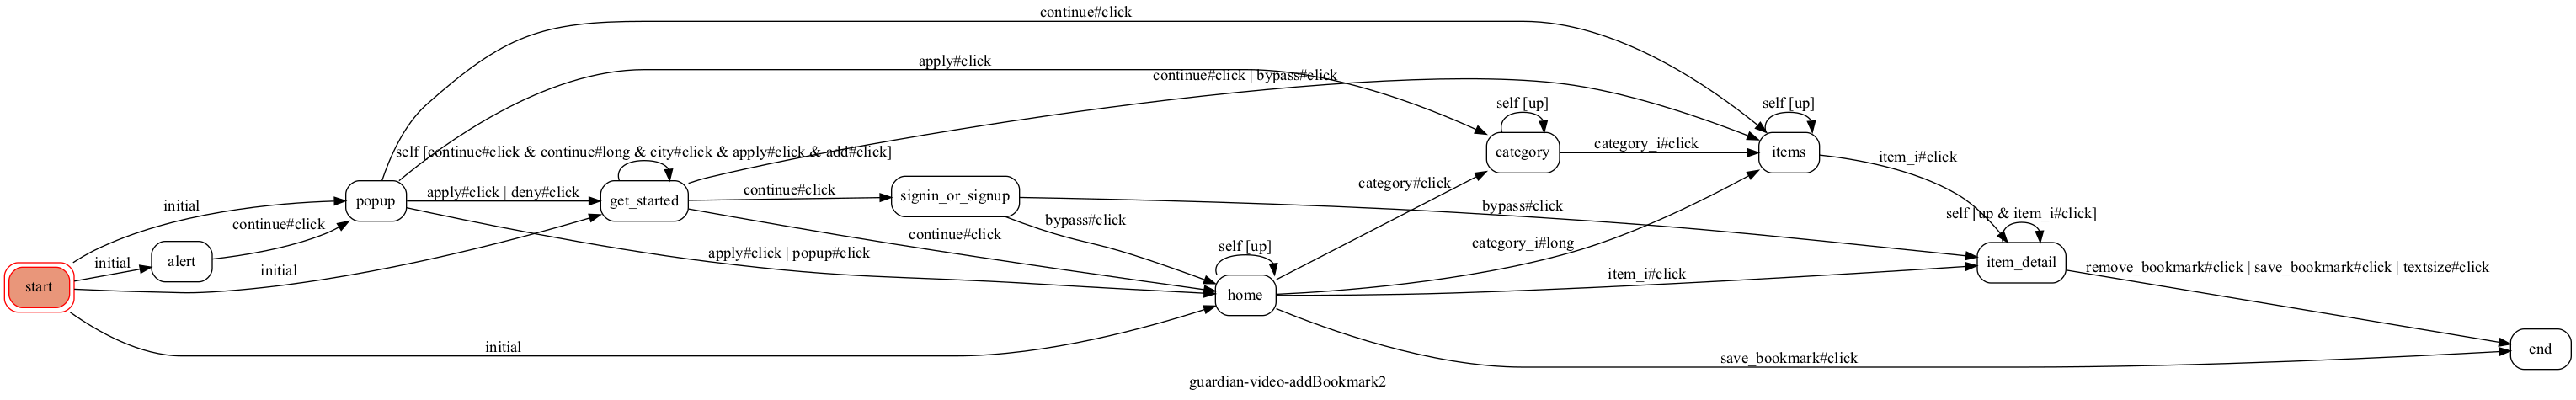 continue#click
apply#click
continue#click | bypass#click
self [up]
self [up]
category
category_i#click
items
self [continue#click & continue#long & city#click & apply#click & add#click]
item_i#click
category#click
popup
apply#click | deny#click
get_started
continue#click
signin_or_signup
initial
continue#click
bypass#click
bypass#click
self [up & item_i#click]
continue#click
category_i#long
self [up]
alert
initial
initial
apply#click | popup#click
item_i#click
item_detail
remove_bookmark#click | save_bookmark#click | textsize#click
start
home
initial
save_bookmark#click
end
guardian-video-addBookmark2